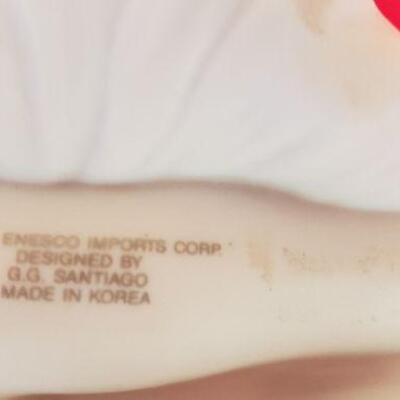 ENESCO IMPORTS CORP.
DESIGNED BY
G.G. SANTIAGO
MADE IN KOREA